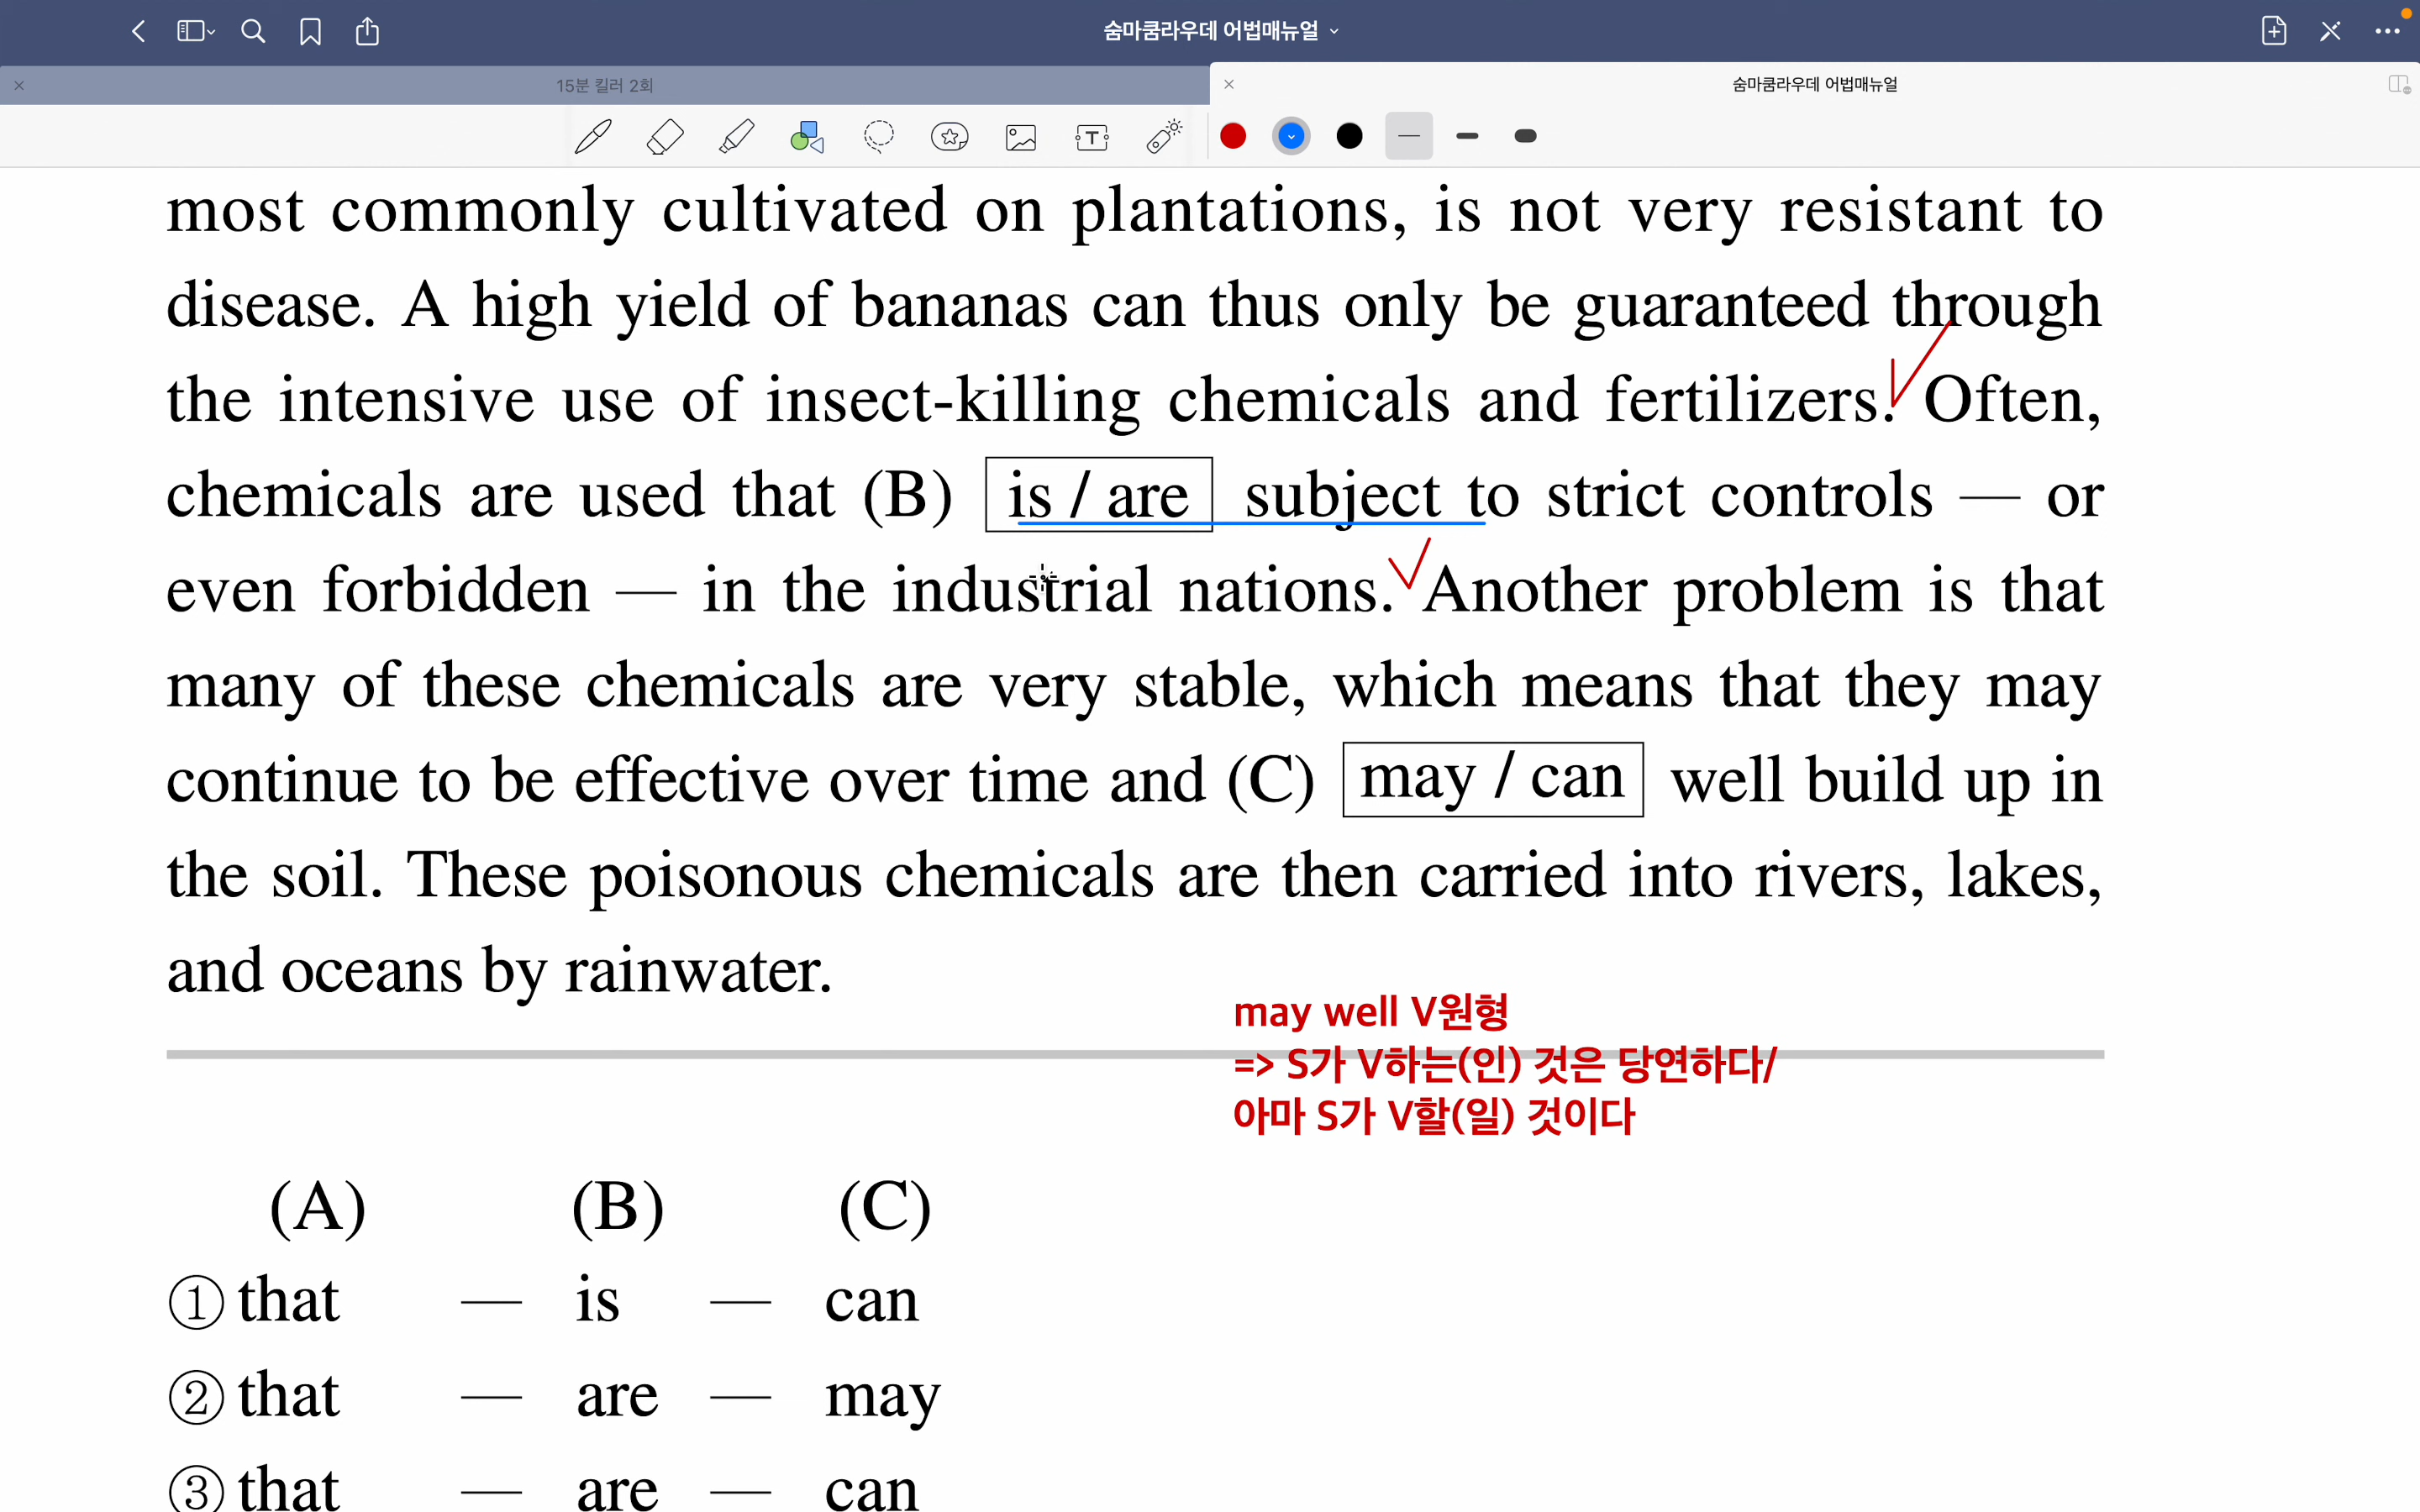 숨마쿰라우데 어법매뉴얼
15분 킬러 2회
숨마쿰라우데 어법매뉴얼
most commonly cultivated on plantations, is not very resistant to
disease. A high yield of bananas can thus only be guaranteed through
the intensive use of insect-killing chemicals and fertilizers. Often,
chemicals are used that (B) is / are subject to strict controls — or
even forbidden — in the industrial nations. Another problem is that
many of these chemicals are very stable, which means that they may
continue to be effective over time and (C) may / can well build up in
the soil. These poisonous chemicals are then carried into rivers, lakes,
and oceans by rainwater.
may well V원형
=> S가 V하는(인) 것은 당연하다/
아마 S가 V할(일) 것이다
(A) (B) (C)
① that — is — can
② that — are — may
③ that — are — can